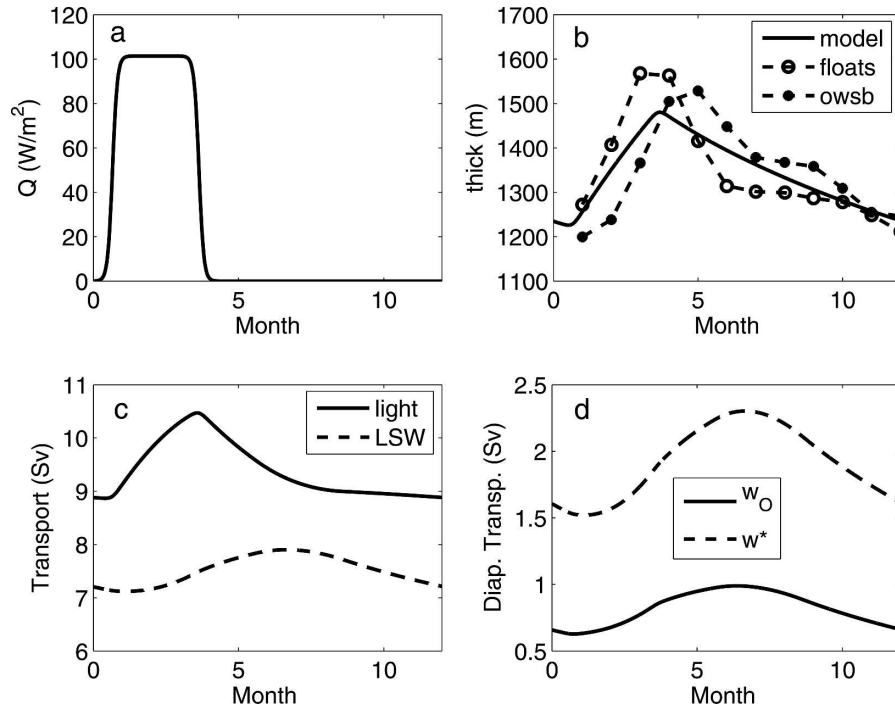 a
120
100
80
60
40
20
0
Q (W/m²)
0 5 10
Month
b
1700
1600
1500
1400
1300
1200
1100
thick (m)
model
floats
owsb
0 5 10
Month
c
11
10
9
8
7
6
Transport (Sv)
light
LSW
0 5 10
Month
d
2.5
2
1.5
1
0.5
Diap. Transp. (Sv)
w_O
w*
0 5 10
Month